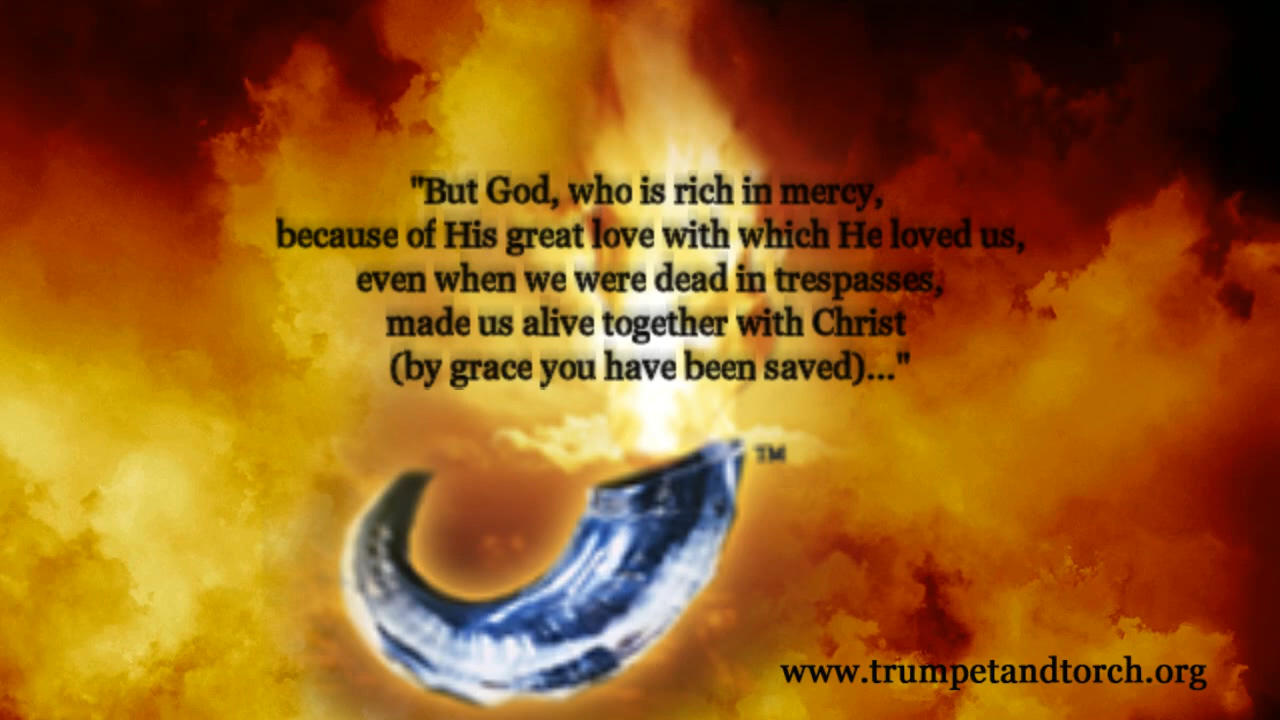 "But God, who is rich in mercy,
because of His great love with which He loved us,
even when we were dead in trespasses,
made us alive together with Christ
(by grace you have been saved)..."
TM
www.trumpetandtorch.org